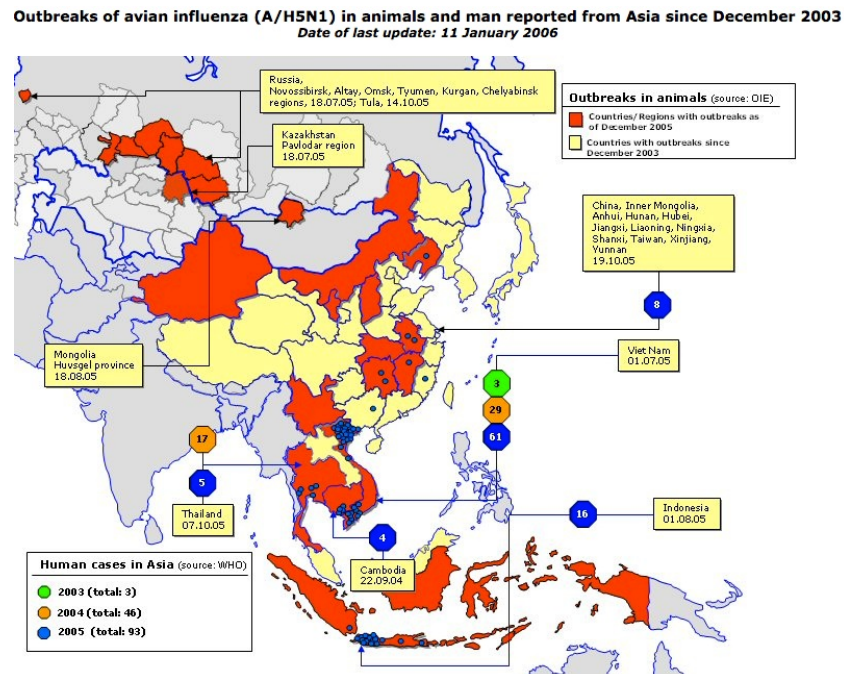 Outbreaks of avian influenza (A/H5N1) in animals and man reported from Asia since December 2003
Date of last update: 11 January 2006
Russia,
Novossibirsk, Altay, Omsk, Tyumen, Kurgan, Chelyabinsk
regions, 18.07.05; Tula, 14.10.05
Outbreaks in animals (source: OIE)
Countries/Regions with outbreaks as
of December 2005
Countries with outbreaks since
December 2003
Kazakhstan
Pavlodar region
18.07.05
China, Inner Mongolia,
Anhui, Hunan, Hubei,
Jiangxi, Liaoning, Ningxia,
Shanxi, Taiwan, Xinjiang,
Yunnan
19.10.05
8
Mongolia
Huvsgel province
18.08.05
Viet Nam
01.07.05
3
29
61
17
5
Thailand
07.10.05
16
Indonesia
01.08.05
4
Cambodia
22.09.04
Human cases in Asia (source: WHO)
2003 (total: 3)
2004 (total: 46)
2005 (total: 93)